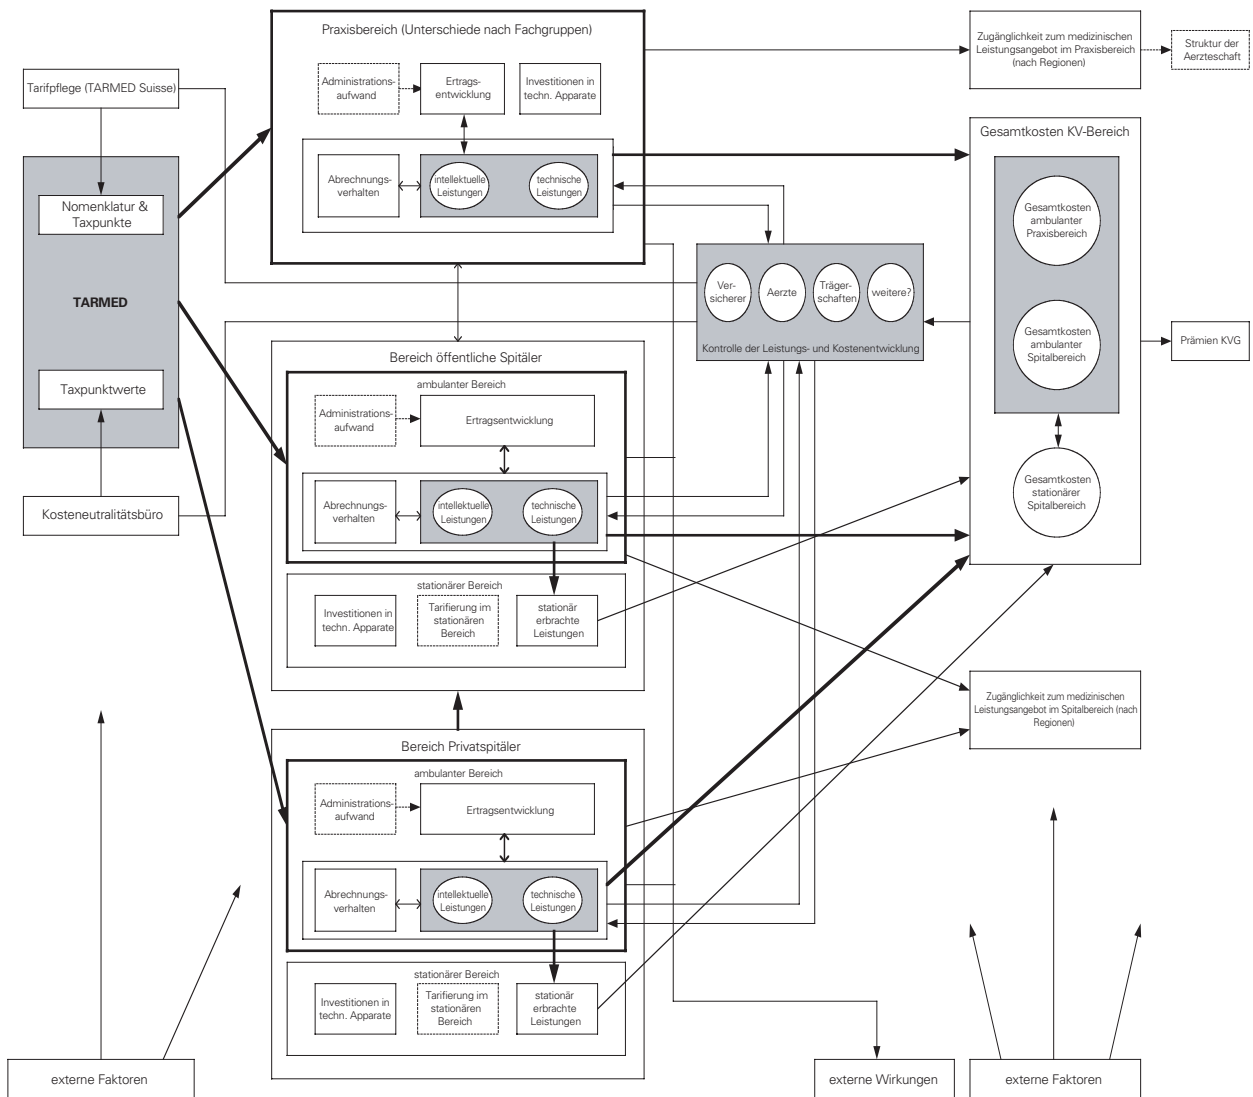 Praxisbereich (Unterschiede nach Fachgruppen)
Administrations-
aufwand
Ertrags-
entwicklung
Investitionen in
techn. Apparate
Abrechnungs-
verhalten
intellektuelle
Leistungen
technische
Leistungen
Zugänglichkeit zum medizinischen
Leistungsangebot im Praxisbereich
(nach Regionen)
Struktur der
Aerzteschaft
Tarifpflege (TARMED Suisse)
Nomenklatur &
Taxpunkte
TARMED
Taxpunktwerte
Kosteneutralitätsbüro
Gesamtkosten KV-Bereich
Gesamtkosten
ambulanter
Praxisbereich
Gesamtkosten
ambulanter
Spitalbereich
Gesamtkosten
stationärer
Spitalbereich
Prämien KVG
Ver-
sicherer
Aerzte
Träger-
schaften
weitere?
Kontrolle der Leistungs- und Kostenentwicklung
Bereich öffentliche Spitäler
ambulanter Bereich
Administrations-
aufwand
Ertragsentwicklung
Abrechnungs-
verhalten
intellektuelle
Leistungen
technische
Leistungen
stationärer Bereich
Investitionen in
techn. Apparate
Tarifierung im
stationären
Bereich
stationär
erbrachte
Leistungen
Zugänglichkeit zum medizinischen
Leistungsangebot im Spitalbereich (nach
Regionen)
Bereich Privatspitäler
ambulanter Bereich
Administrations-
aufwand
Ertragsentwicklung
Abrechnungs-
verhalten
intellektuelle
Leistungen
technische
Leistungen
stationärer Bereich
Investitionen in
techn. Apparate
Tarifierung im
stationären
Bereich
stationär
erbrachte
Leistungen
externe Faktoren
externe Wirkungen
externe Faktoren